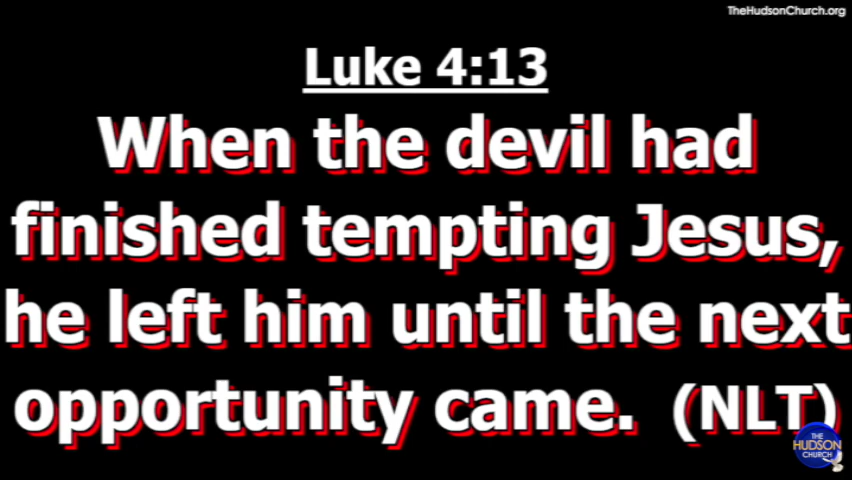 TheHudsonChurch.org
Luke 4:13
When the devil had
finished tempting Jesus,
he left him until the next
opportunity came. (NLT)
THE
HUDSON
CHURCH